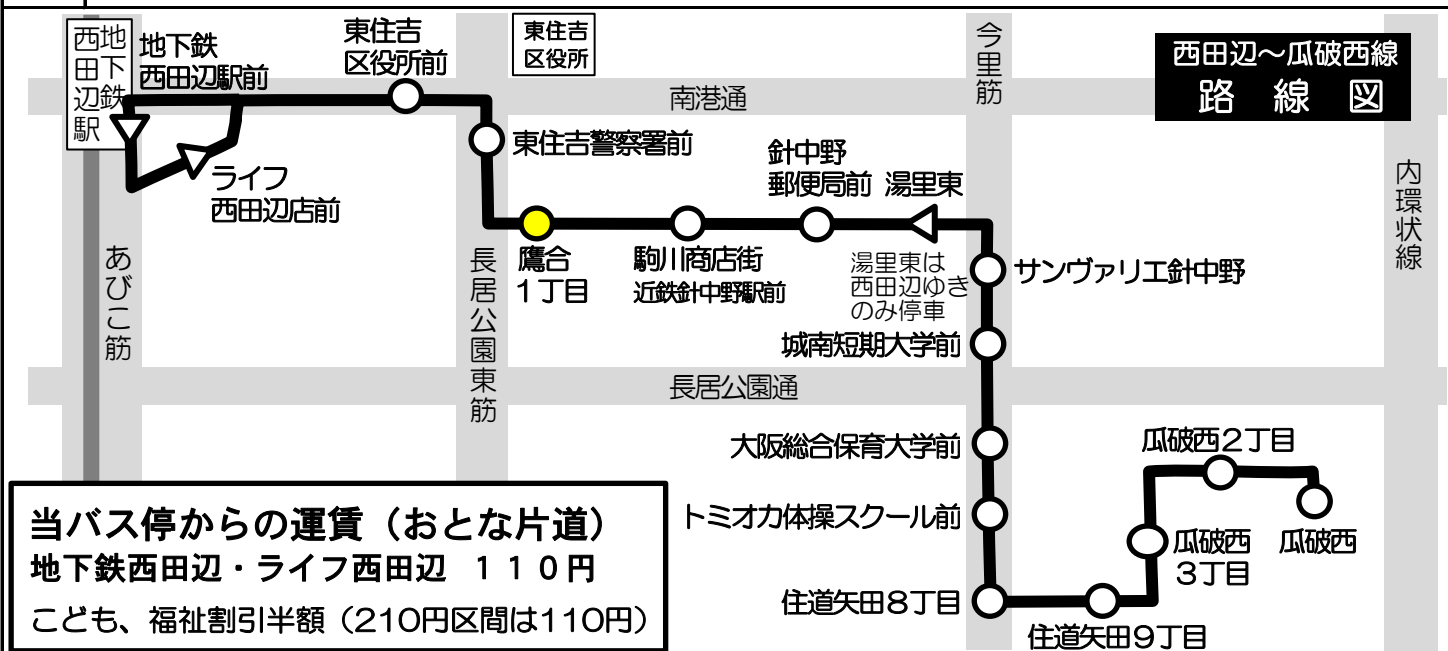 西田辺～瓜破西線
路線図
地下鉄
西田辺駅
地下鉄
西田辺駅前
東住吉
区役所前
東住吉
区役所
今里筋
南港通
東住吉警察署前
針中野
郵便局前
湯里東
内環状線
ライフ
西田辺店前
あびこ筋
長居公園東筋
鷹合
1丁目
駒川商店街
近鉄針中野駅前
湯里東は
西田辺ゆき
のみ停車
サンヴァリエ針中野
城南短期大学前
長居公園通
大阪総合保育大学前
瓜破西2丁目
トミオカ体操スクール前
瓜破西
3丁目
瓜破西
住道矢田8丁目
住道矢田9丁目
当バス停からの運賃（おとな片道）
地下鉄西田辺・ライフ西田辺 110円
こども、福祉割引半額（210円区間は110円）